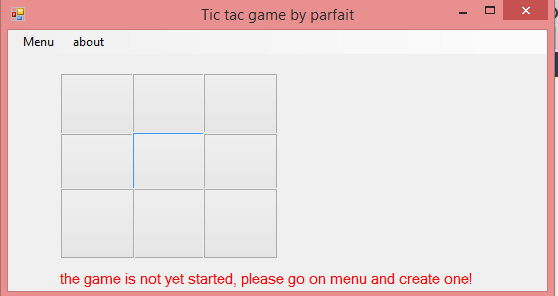 Tic tac game by parfait
Menu about
the game is not yet started, please go on menu and create one!